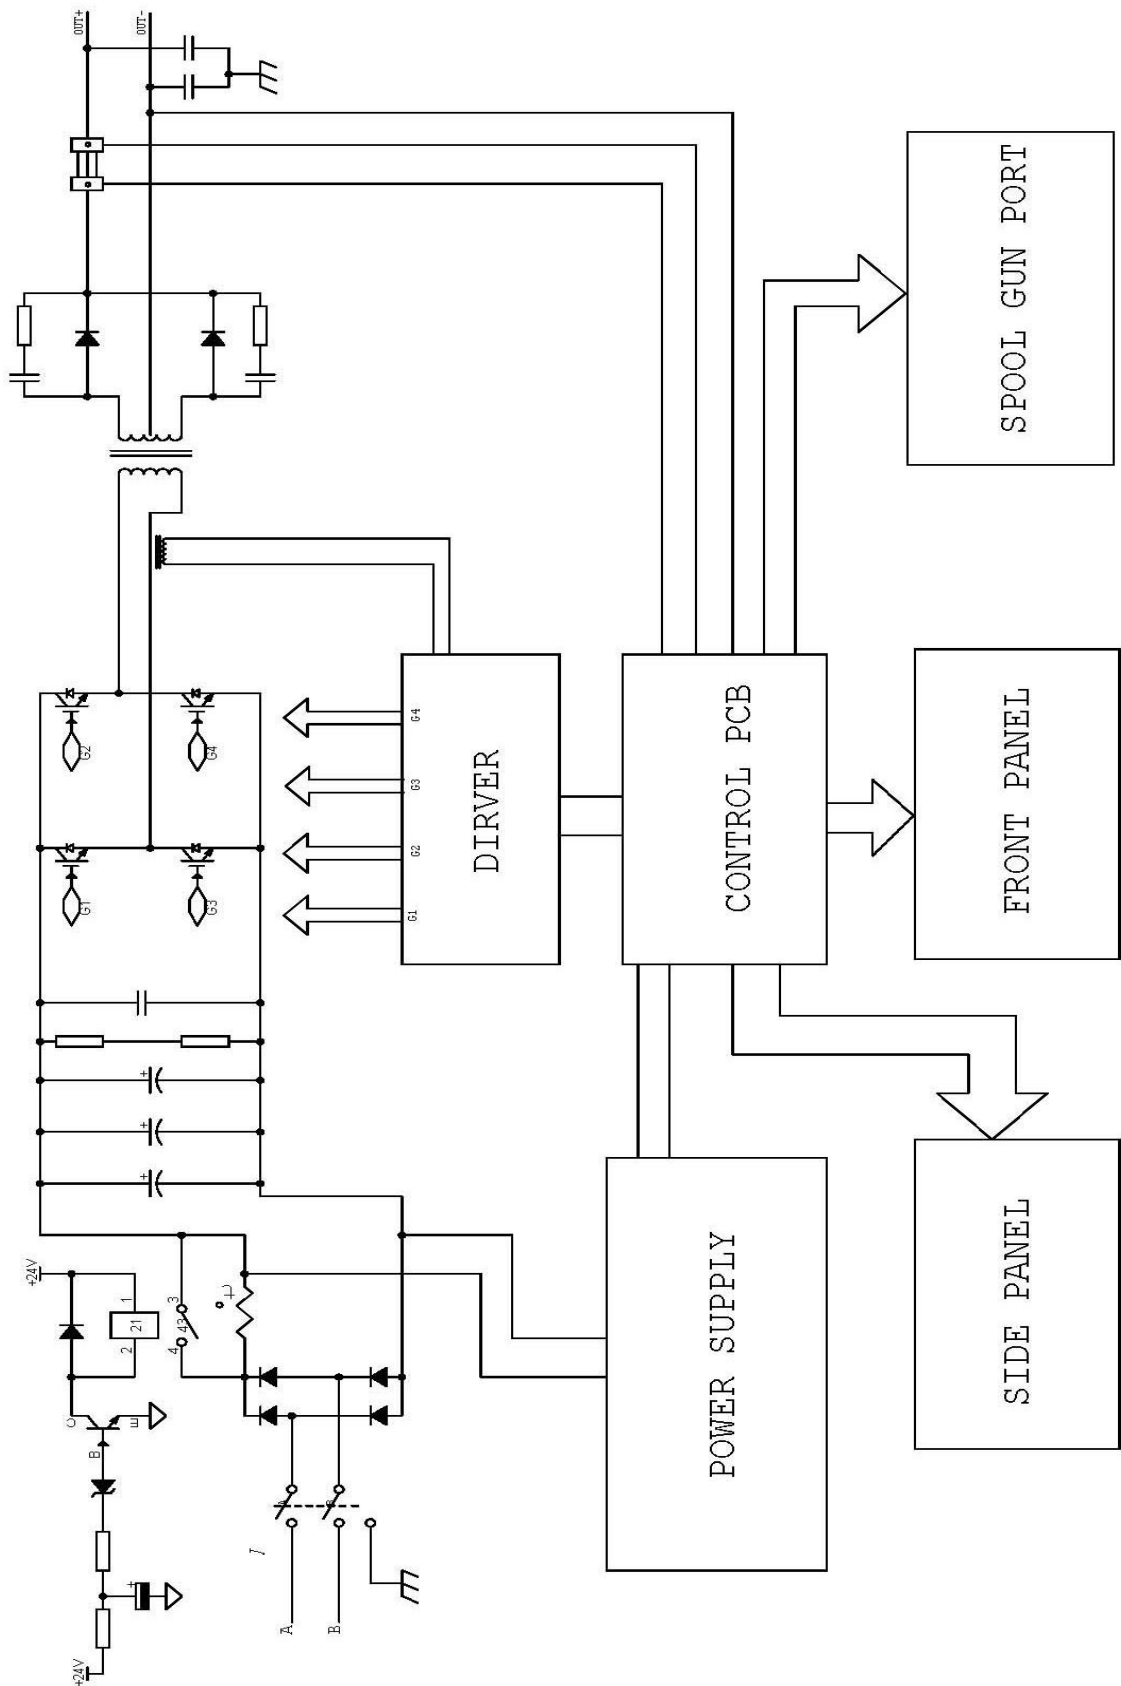 OUT+
OUT-
SPOOL GUN PORT
G2
G4
G1
G3
G4
G3
G2
G1
DIRVER
CONTROL PCB
FRONT PANEL
+24V
1
21
2
3
43
4
C
E
B
A
B
I
A
B
+24V
POWER SUPPLY
SIDE PANEL